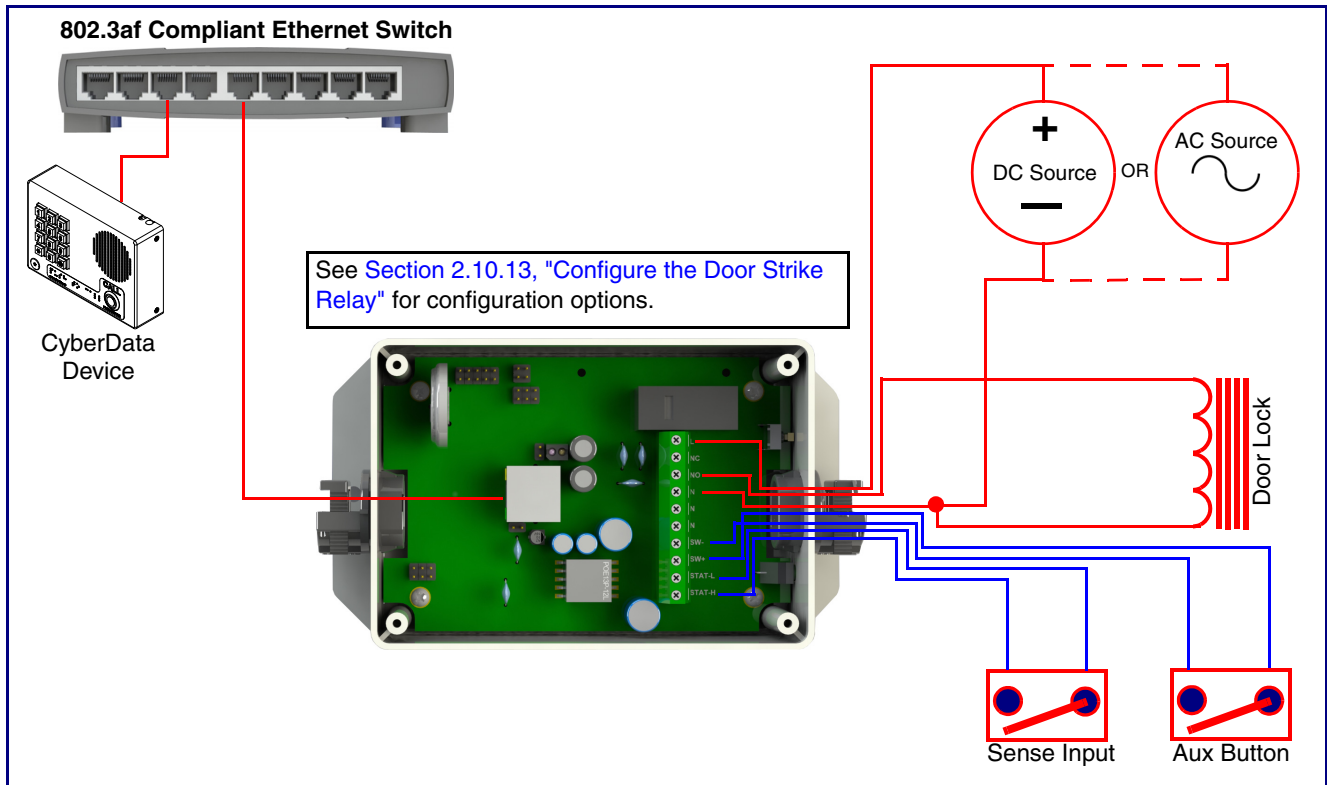 802.3af Compliant Ethernet Switch
+
DC Source
OR
AC Source
CyberData
Device
See Section 2.10.13, "Configure the Door Strike
Relay" for configuration options.
Door Lock
L
NC
NO
N
N
N
SW-
SW+
STAT-L
STAT-H
Sense Input
Aux Button